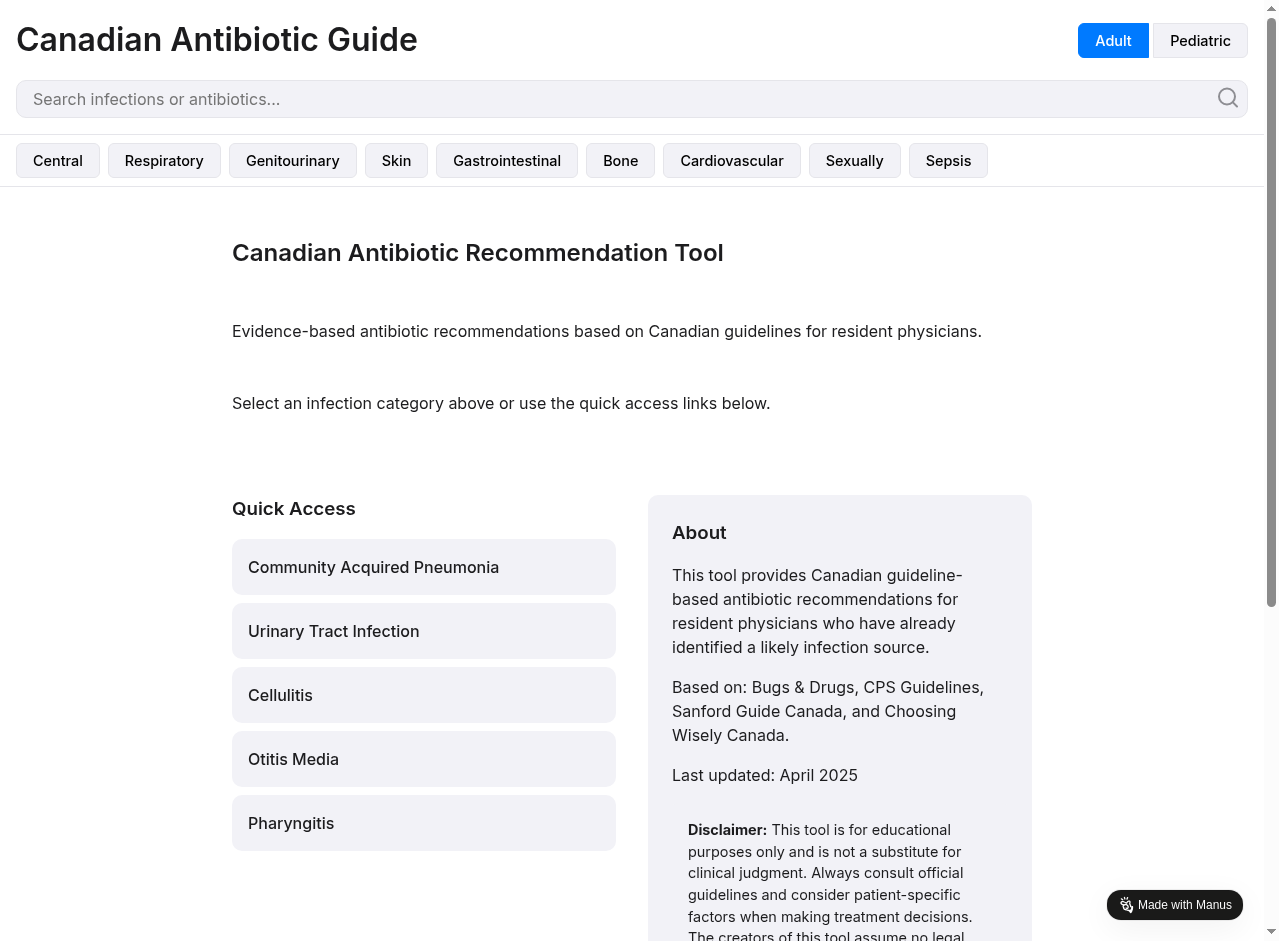 Canadian Antibiotic Guide
Adult
Pediatric
Search infections or antibiotics...
Central
Respiratory
Genitourinary
Skin
Gastrointestinal
Bone
Cardiovascular
Sexually
Sepsis
Canadian Antibiotic Recommendation Tool
Evidence-based antibiotic recommendations based on Canadian guidelines for resident physicians.
Select an infection category above or use the quick access links below.
Quick Access
Community Acquired Pneumonia
Urinary Tract Infection
Cellulitis
Otitis Media
Pharyngitis
About
This tool provides Canadian guideline-
based antibiotic recommendations for
resident physicians who have already
identified a likely infection source.
Based on: Bugs & Drugs, CPS Guidelines,
Sanford Guide Canada, and Choosing
Wisely Canada.
Last updated: April 2025
Disclaimer: This tool is for educational
purposes only and is not a substitute for
clinical judgment. Always consult official
guidelines and consider patient-specific
factors when making treatment decisions.
The creators of this tool assume no legal
Made with Manus